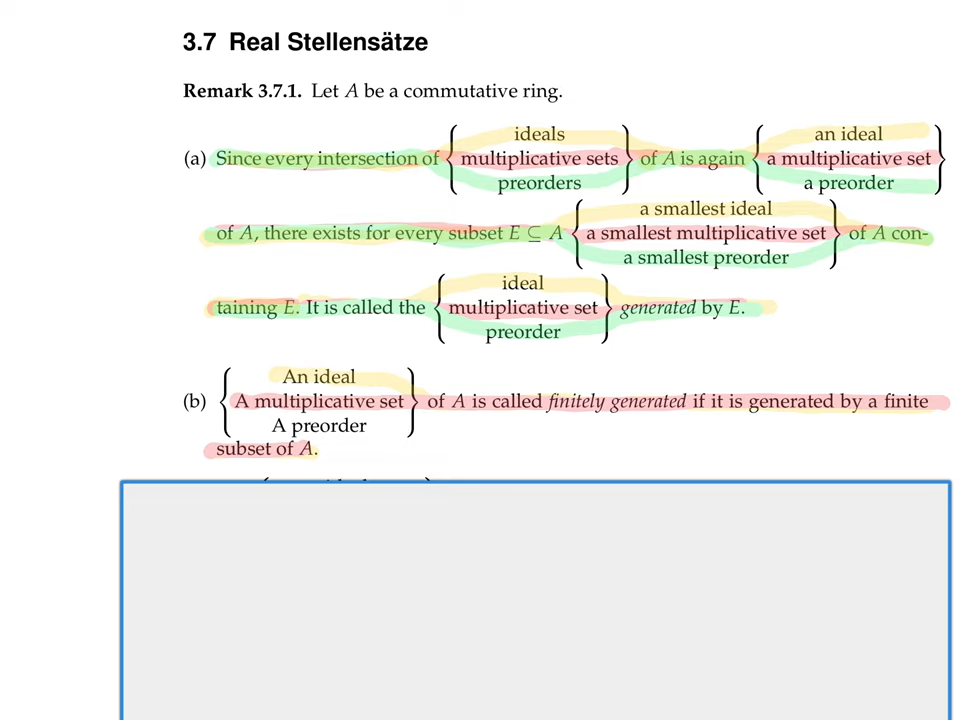 3.7 Real Stellensätze
Remark 3.7.1. Let A be a commutative ring.
(a) Since every intersection of { ideals / multiplicative sets / preorders } of A is again { an ideal / a multiplicative set / a preorder }
of A, there exists for every subset E ⊆ A { a smallest ideal / a smallest multiplicative set / a smallest preorder } of A con-
taining E. It is called the { ideal / multiplicative set / preorder } generated by E.
(b) { An ideal / A multiplicative set / A preorder } of A is called finitely generated if it is generated by a finite
subset of A.